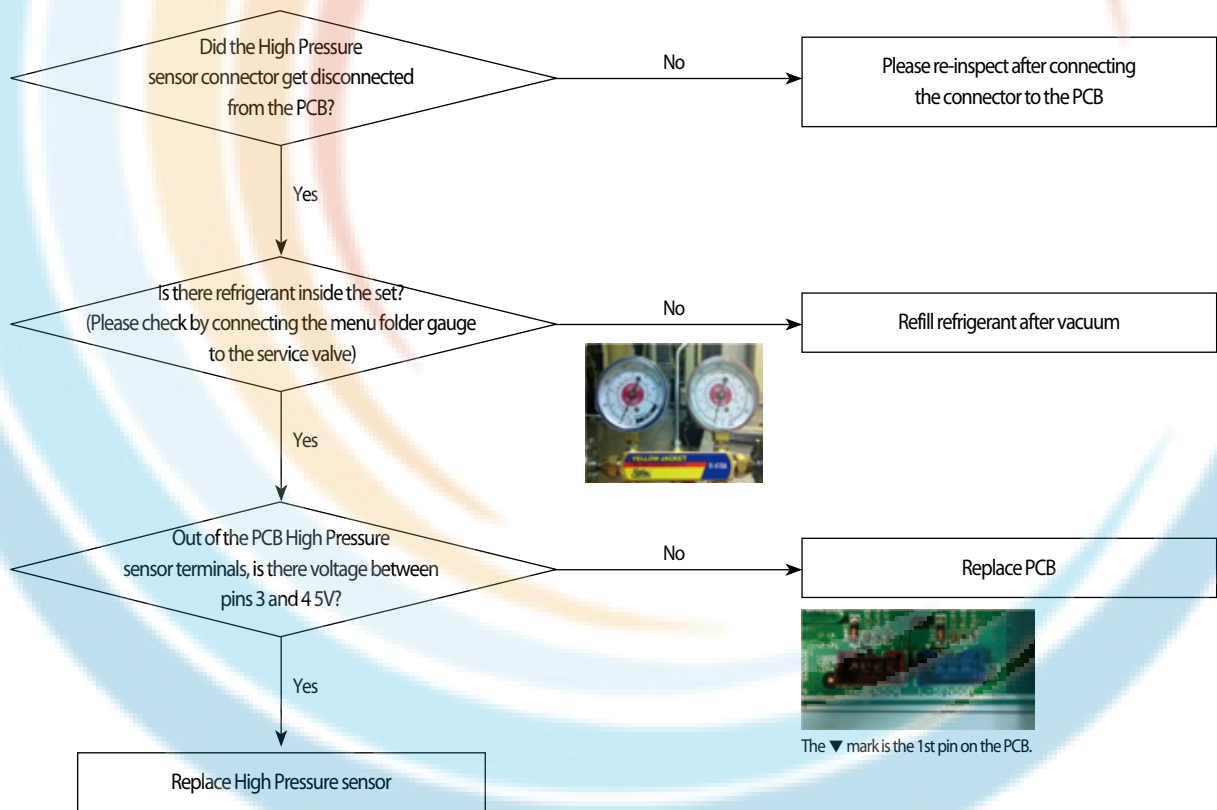 Did the High Pressure
sensor connector get disconnected
from the PCB?
No
Please re-inspect after connecting
the connector to the PCB
Yes
Is there refrigerant inside the set?
(Please check by connecting the menu folder gauge
to the service valve)
No
Refill refrigerant after vacuum
YELLOW JACKET
Yes
Out of the PCB High Pressure
sensor terminals, is there voltage between
pins 3 and 4 5V?
No
Replace PCB
Yes
The ▼ mark is the 1st pin on the PCB.
Replace High Pressure sensor